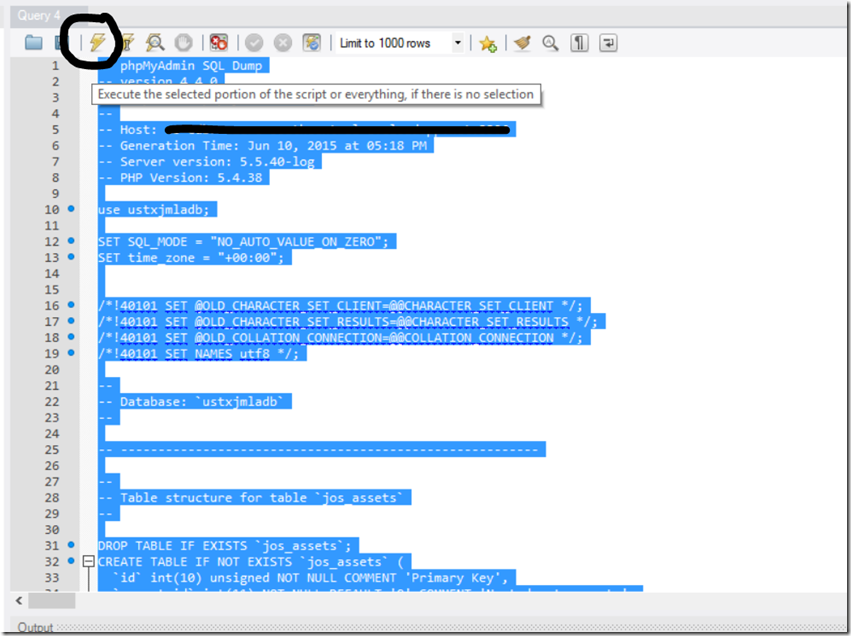 Query 4
Limit to 1000 rows
1 -- phpMyAdmin SQL Dump
2 -- version 4.4.0
Execute the selected portion of the script or everything, if there is no selection
3
4 --
5 -- Host:
6 -- Generation Time: Jun 10, 2015 at 05:18 PM
7 -- Server version: 5.5.40-log
8 -- PHP Version: 5.4.38
9
10 use ustxjmladb;
11
12 SET SQL_MODE = "NO_AUTO_VALUE_ON_ZERO";
13 SET time_zone = "+00:00";
14
15
16 /*!40101 SET @OLD_CHARACTER_SET_CLIENT=@@CHARACTER_SET_CLIENT */;
17 /*!40101 SET @OLD_CHARACTER_SET_RESULTS=@@CHARACTER_SET_RESULTS */;
18 /*!40101 SET @OLD_COLLATION_CONNECTION=@@COLLATION_CONNECTION */;
19 /*!40101 SET NAMES utf8 */;
20
21 --
22 -- Database: `ustxjmladb`
23 --
24
25 -- --------------------------------------------------------
26
27 --
28 -- Table structure for table `jos_assets`
29 --
30
31 DROP TABLE IF EXISTS `jos_assets`;
32 CREATE TABLE IF NOT EXISTS `jos_assets` (
33 `id` int(10) unsigned NOT NULL COMMENT 'Primary Key',
Output